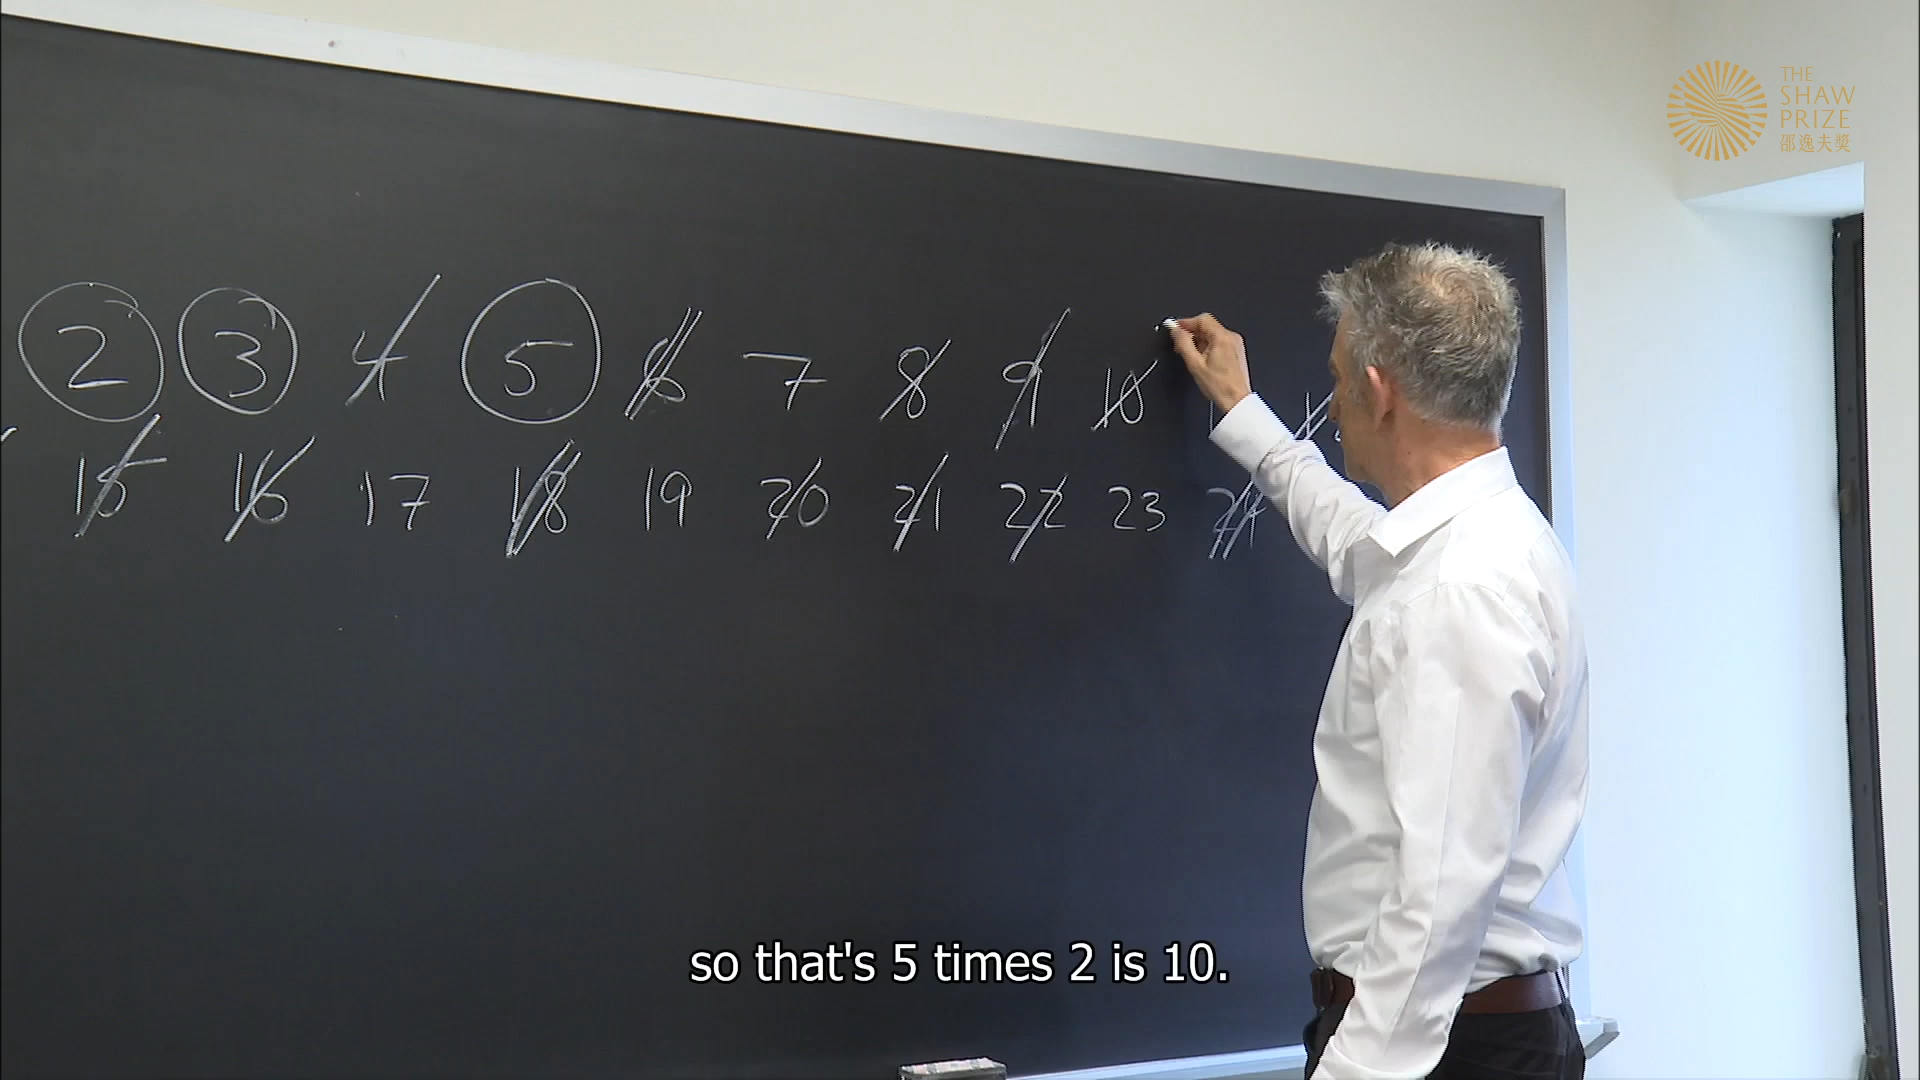 THE
SHAW
PRIZE
邵逸夫獎
2 3 4 5 6 7 8 9 10
15 16 17 18 19 20 21 22 23 24
so that's 5 times 2 is 10.